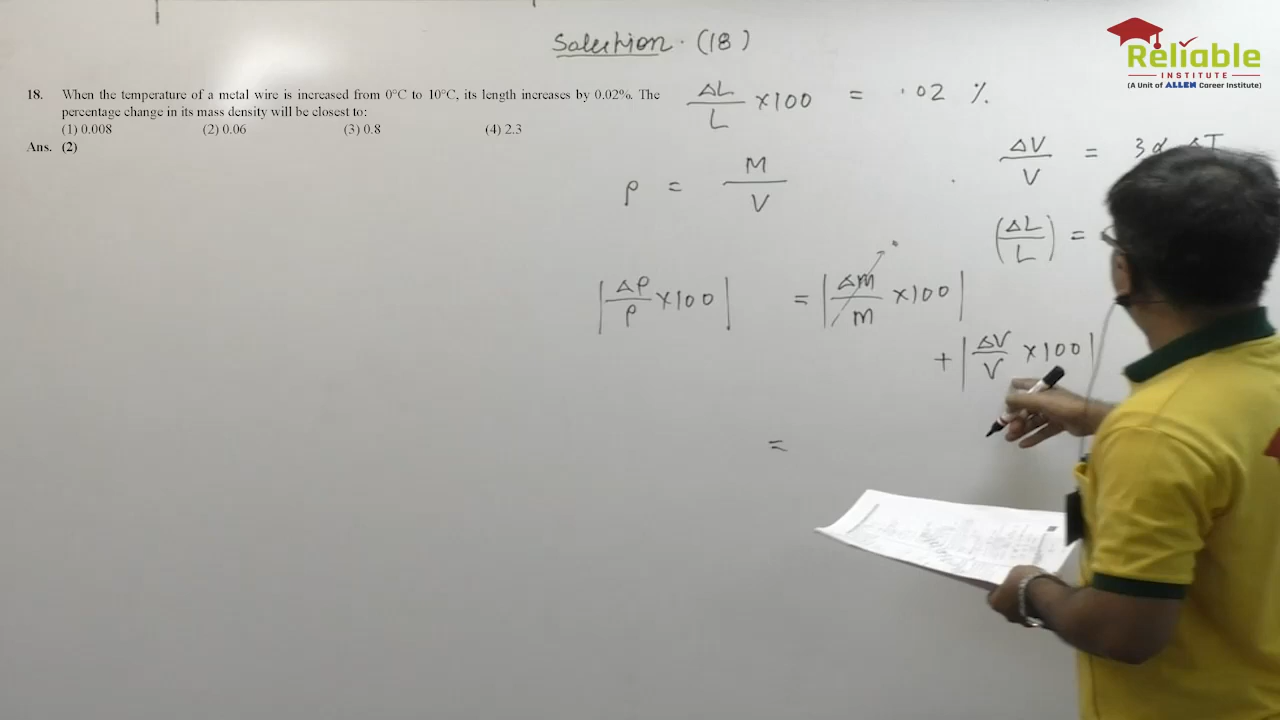 Solution. (18)
Reliable
INSTITUTE
(A Unit of ALLEN Career Institute)
18. When the temperature of a metal wire is increased from 0°C to 10°C, its length increases by 0.02%. The
percentage change in its mass density will be closest to:
(1) 0.008 (2) 0.06 (3) 0.8 (4) 2.3
Ans. (2)
ΔL/L ×100 = .02 %
ρ = M/V
|Δρ/ρ ×100| = |Δm/m ×100|
+ |ΔV/V ×100|
=
ΔV/V = 3α ΔT
(ΔL/L) =